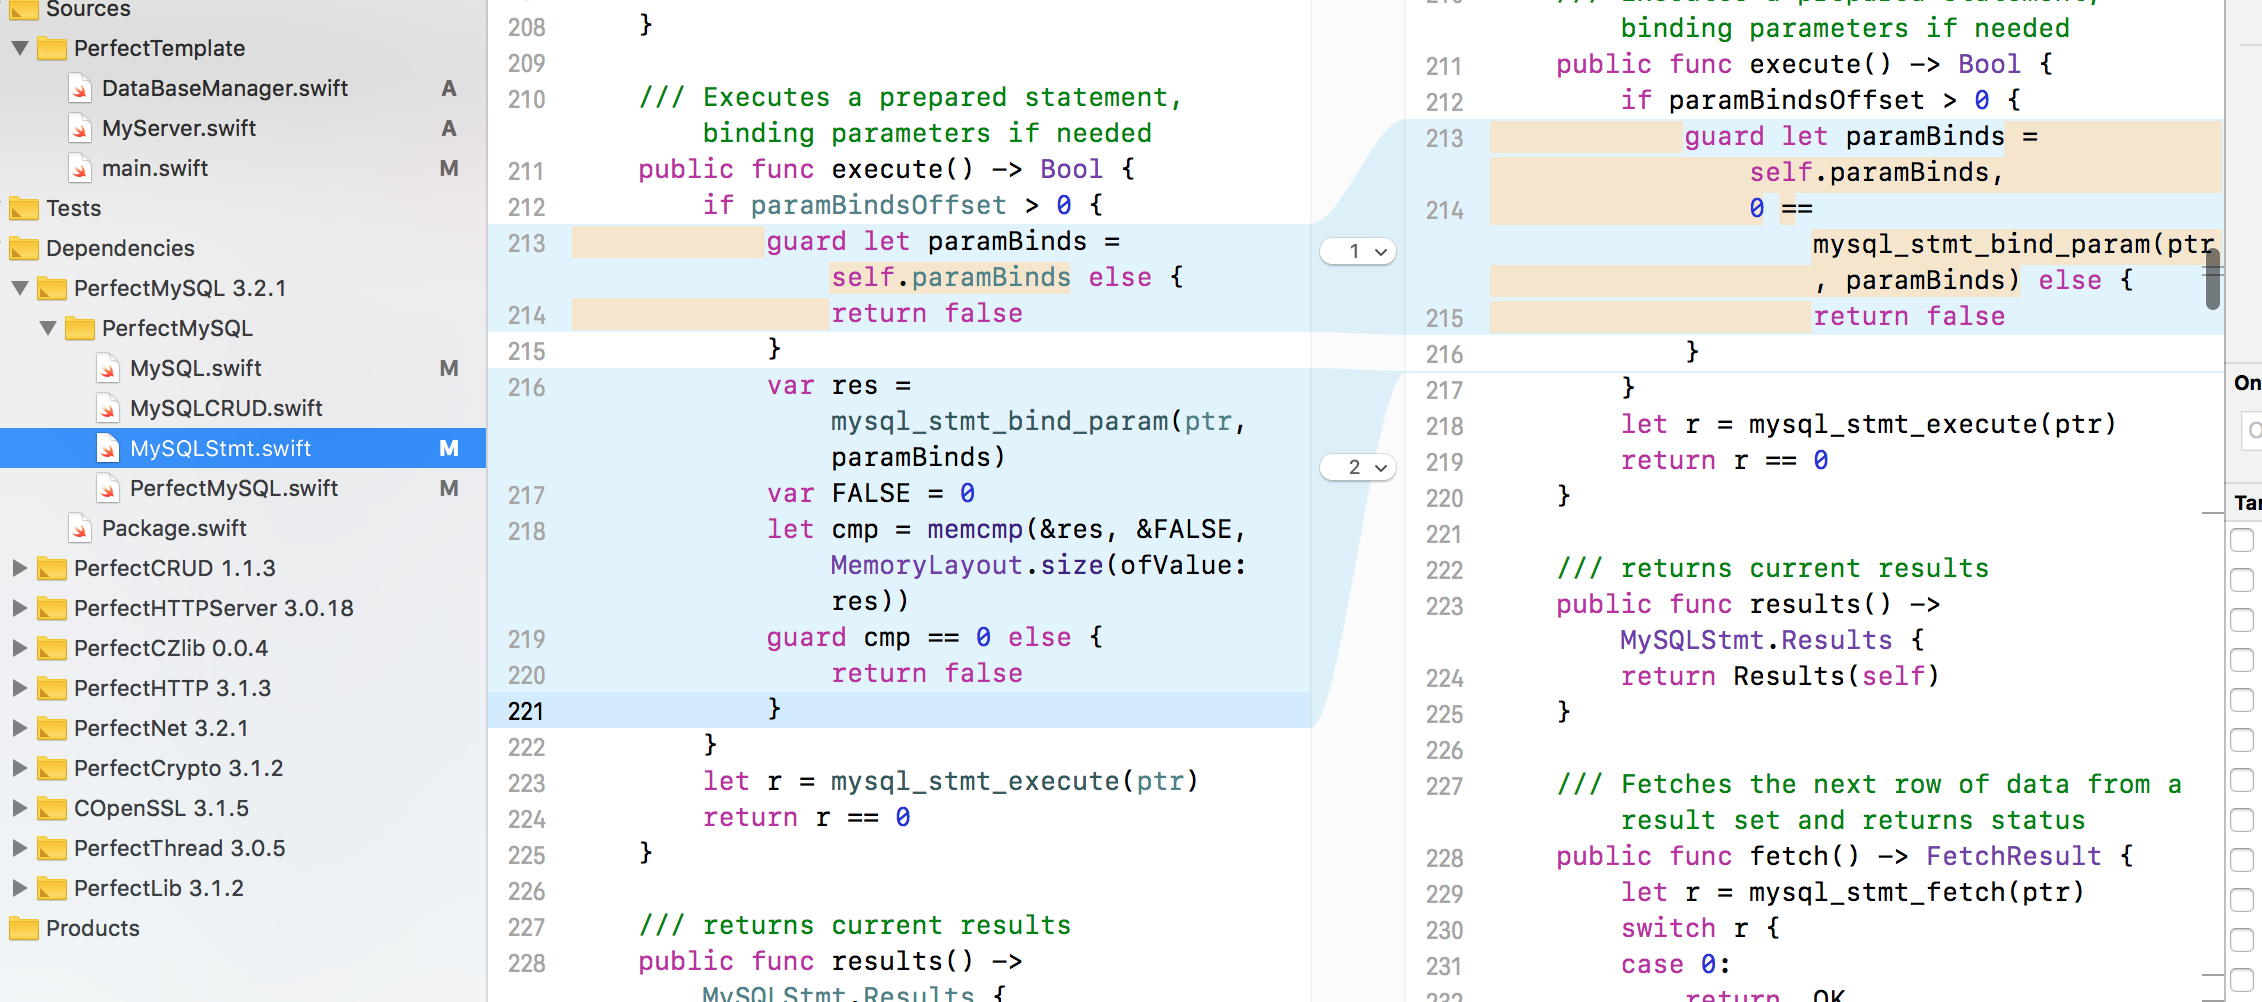 Sources
PerfectTemplate
DataBaseManager.swift A
MyServer.swift A
main.swift M
Tests
Dependencies
PerfectMySQL 3.2.1
PerfectMySQL
MySQL.swift M
MySQLCRUD.swift
MySQLStmt.swift M
PerfectMySQL.swift M
Package.swift
PerfectCRUD 1.1.3
PerfectHTTPServer 3.0.18
PerfectCZlib 0.0.4
PerfectHTTP 3.1.3
PerfectNet 3.2.1
PerfectCrypto 3.1.2
COpenSSL 3.1.5
PerfectThread 3.0.5
PerfectLib 3.1.2
Products
208 }
209
210 /// Executes a prepared statement,
binding parameters if needed
211 public func execute() -> Bool {
212 if paramBindsOffset > 0 {
213 guard let paramBinds =
self.paramBinds else {
214 return false
215 }
216 var res =
mysql_stmt_bind_param(ptr,
paramBinds)
217 var FALSE = 0
218 let cmp = memcmp(&res, &FALSE,
MemoryLayout.size(ofValue:
res))
219 guard cmp == 0 else {
220 return false
221 }
222 }
223 let r = mysql_stmt_execute(ptr)
224 return r == 0
225 }
226
227 /// returns current results
228 public func results() ->
MySQLStmt.Results {
1
2
/// Executes a prepared statement,
binding parameters if needed
211 public func execute() -> Bool {
212 if paramBindsOffset > 0 {
213 guard let paramBinds =
self.paramBinds,
214 0 ==
mysql_stmt_bind_param(ptr
, paramBinds) else {
215 return false
216 }
217 }
218 let r = mysql_stmt_execute(ptr)
219 return r == 0
220 }
221
222 /// returns current results
223 public func results() ->
MySQLStmt.Results {
224 return Results(self)
225 }
226
227 /// Fetches the next row of data from a
result set and returns status
228 public func fetch() -> FetchResult {
229 let r = mysql_stmt_fetch(ptr)
230 switch r {
231 case 0:
232 return .OK
On
Tar